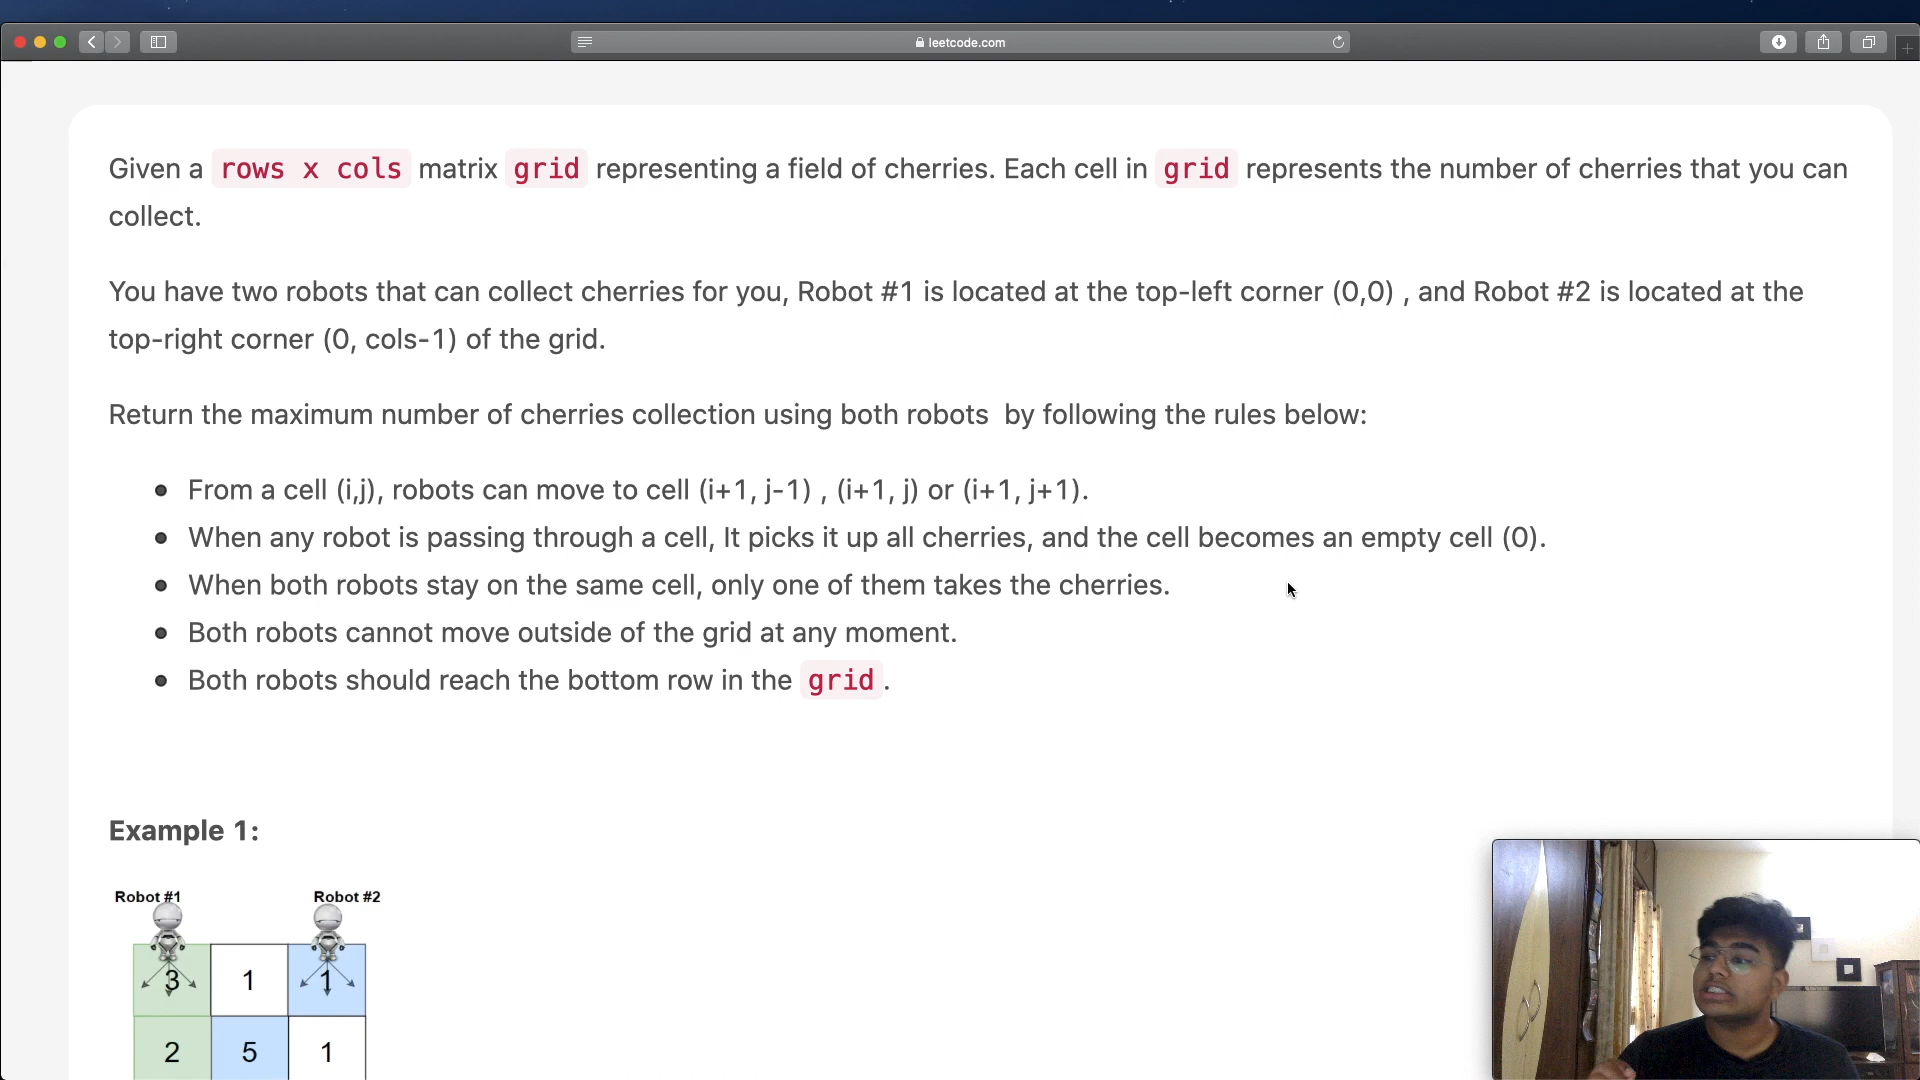 leetcode.com
Given a rows x cols matrix grid representing a field of cherries. Each cell in grid represents the number of cherries that you can
collect.
You have two robots that can collect cherries for you, Robot #1 is located at the top-left corner (0,0) , and Robot #2 is located at the
top-right corner (0, cols-1) of the grid.
Return the maximum number of cherries collection using both robots  by following the rules below:
• From a cell (i,j), robots can move to cell (i+1, j-1) , (i+1, j) or (i+1, j+1).
• When any robot is passing through a cell, It picks it up all cherries, and the cell becomes an empty cell (0).
• When both robots stay on the same cell, only one of them takes the cherries.
• Both robots cannot move outside of the grid at any moment.
• Both robots should reach the bottom row in the grid.
Example 1:
Robot #1 Robot #2
3 1 1
2 5 1